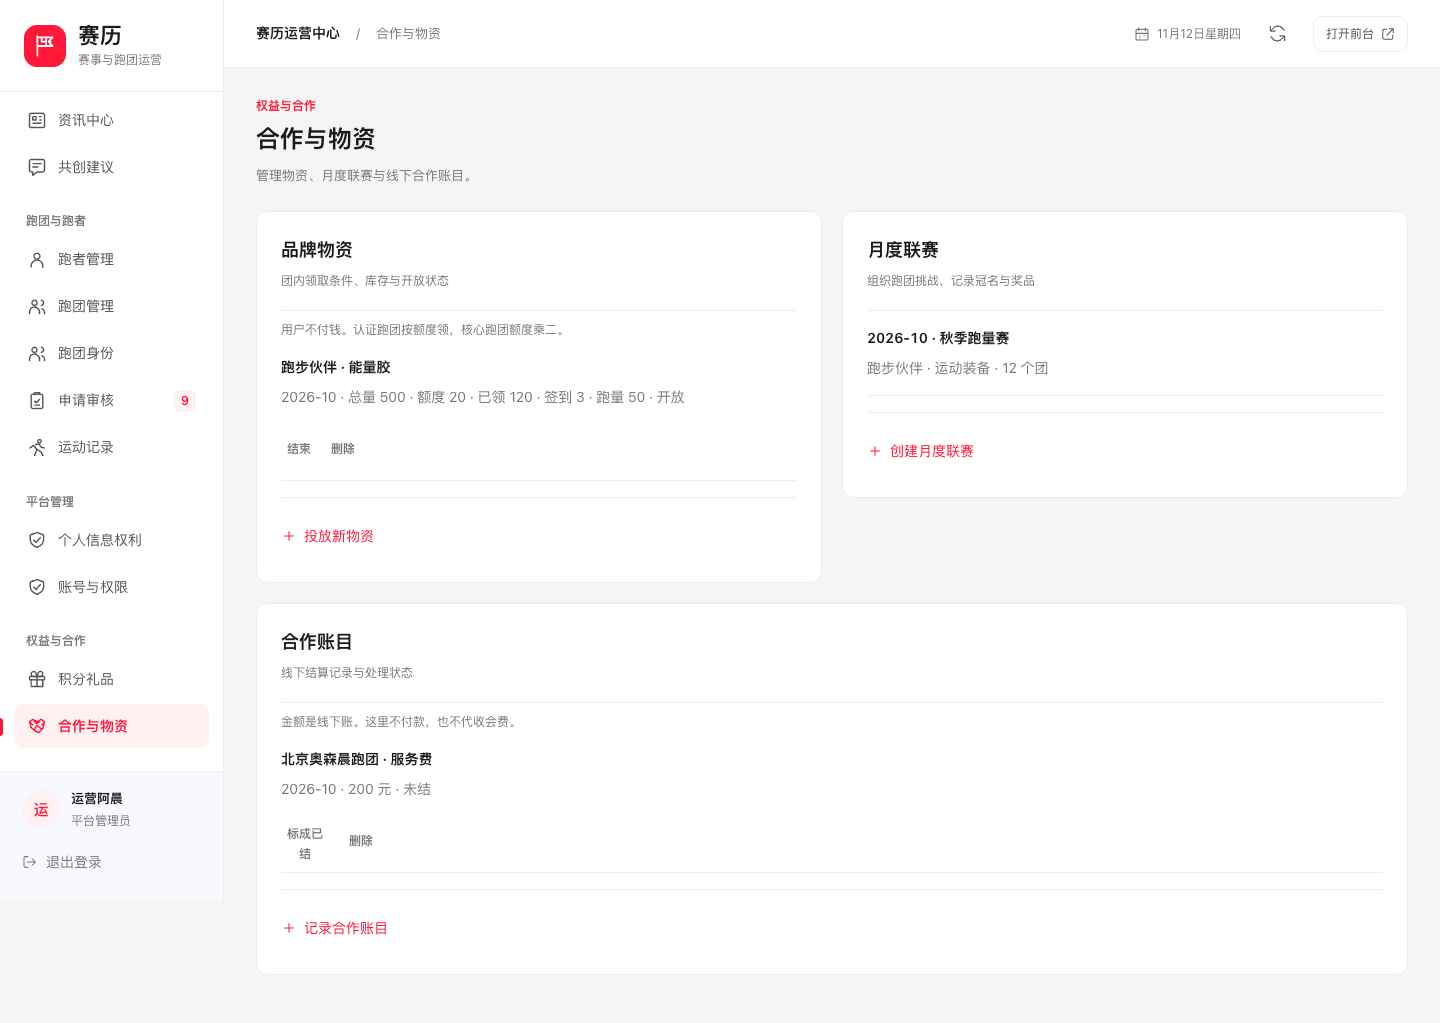 赛历
赛事与跑团运营
资讯中心
共创建议
跑团与跑者
跑者管理
跑团管理
跑团身份
申请审核 9
运动记录
平台管理
个人信息权利
账号与权限
权益与合作
积分礼品
合作与物资
运
运营阿晨
平台管理员
退出登录
赛历运营中心 / 合作与物资
11月12日星期四
打开前台
权益与合作
合作与物资
管理物资、月度联赛与线下合作账目。
品牌物资
团内领取条件、库存与开放状态
用户不付钱。认证跑团按额度领，核心跑团额度乘二。
跑步伙伴 · 能量胶
2026-10 · 总量 500 · 额度 20 · 已领 120 · 签到 3 · 跑量 50 · 开放
结束 删除
投放新物资
月度联赛
组织跑团挑战，记录冠名与奖品
2026-10 · 秋季跑量赛
跑步伙伴 · 运动装备 · 12 个团
创建月度联赛
合作账目
线下结算记录与处理状态
金额是线下账。这里不付款，也不代收会费。
北京奥森晨跑团 · 服务费
2026-10 · 200 元 · 未结
标成已
结
删除
记录合作账目